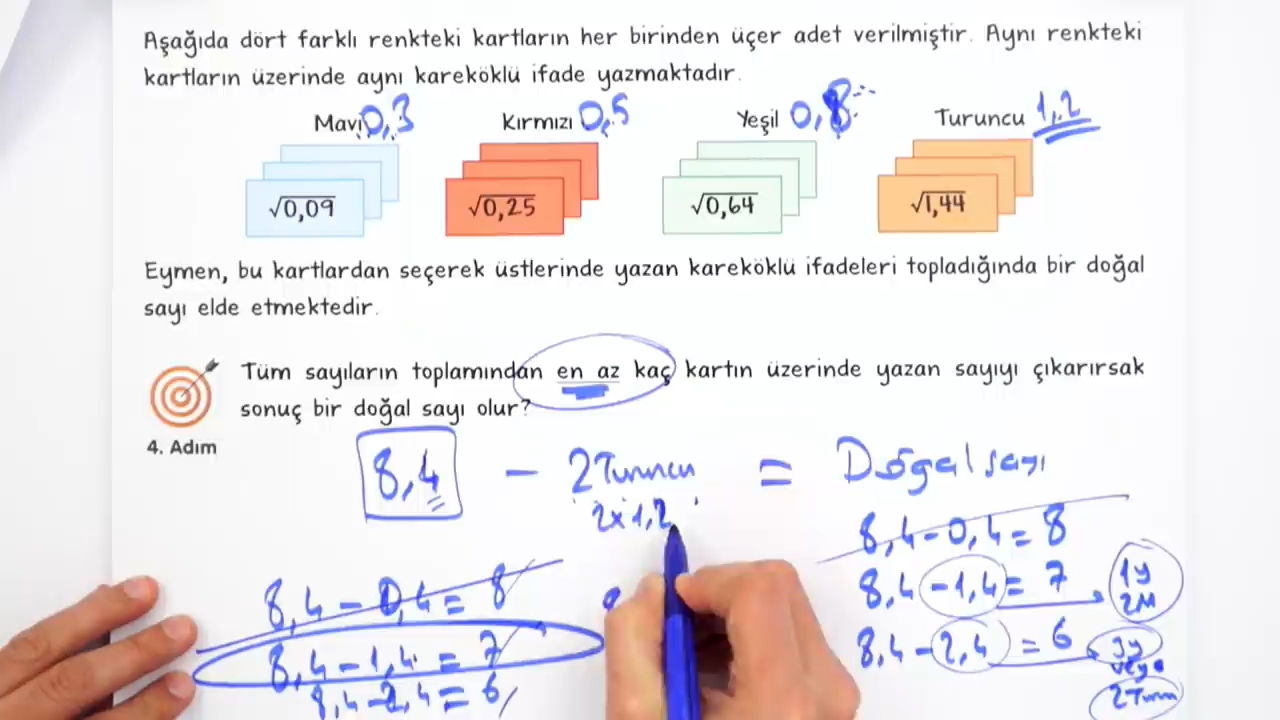 Aşağıda dört farklı renkteki kartların her birinden üçer adet verilmiştir. Aynı renkteki
kartların üzerinde aynı kareköklü ifade yazmaktadır.
Mavi 0,3 Kırmızı 0,5 Yeşil 0,8 Turuncu 1,2
√0,09 √0,25 √0,64 √1,44
Eymen, bu kartlardan seçerek üstlerinde yazan kareköklü ifadeleri topladığında bir doğal
sayı elde etmektedir.
Tüm sayıların toplamından en az kaç kartın üzerinde yazan sayıyı çıkarırsak
sonuç bir doğal sayı olur?
4. Adım
8,4 - 2 Turuncu = Doğal sayı
2x1,2
8,4 - 0,4 = 8
8,4 - 1,4 = 7
8,4 - 2,4 = 6
8,4 - 0,4 = 8
8,4 - 1,4 = 7 1y 2M
8,4 - 2,4 = 6 3y
veya
2Turun